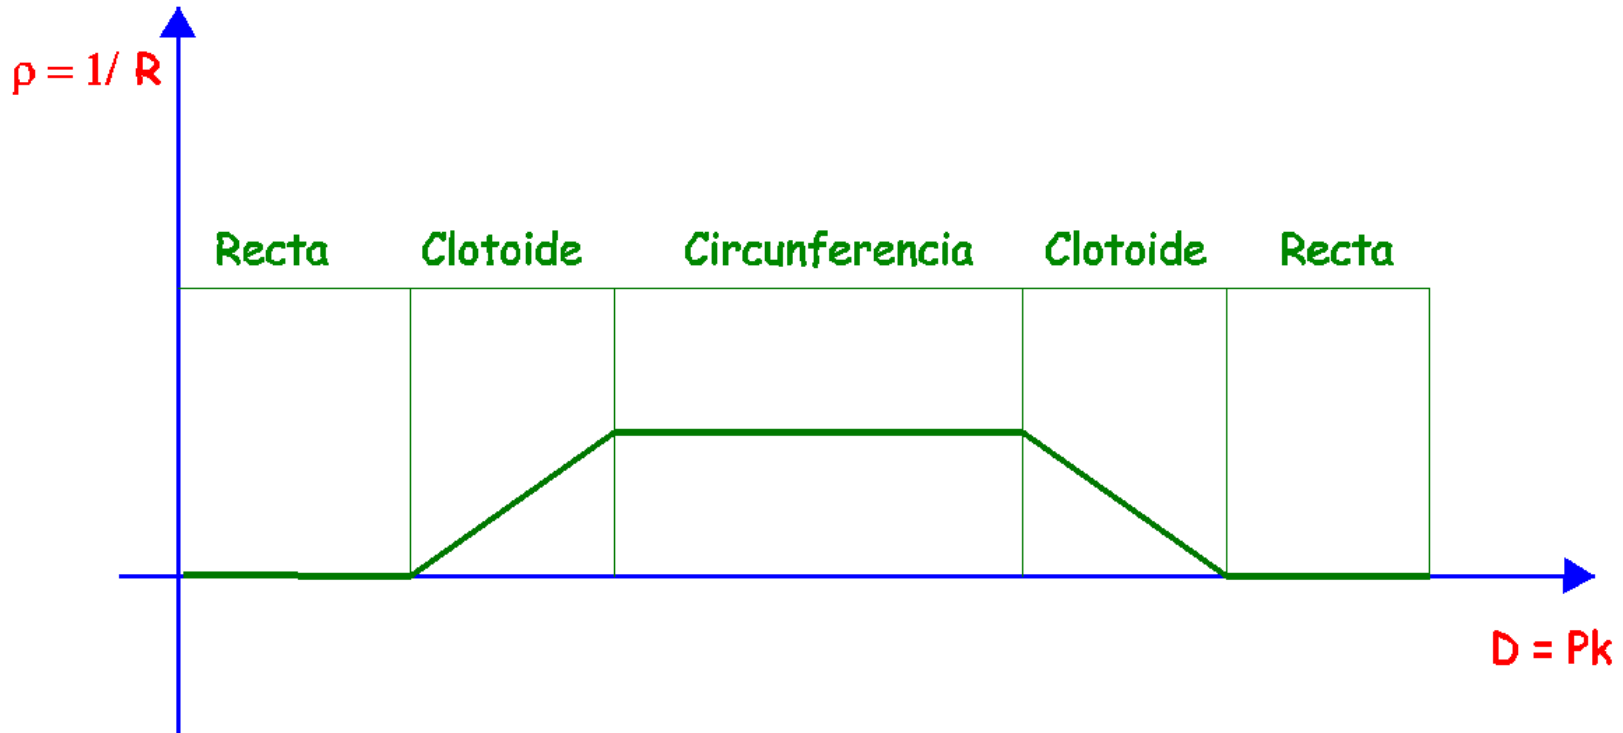 ρ = 1/ R
Recta Clotoide Circunferencia Clotoide Recta
D = Pk